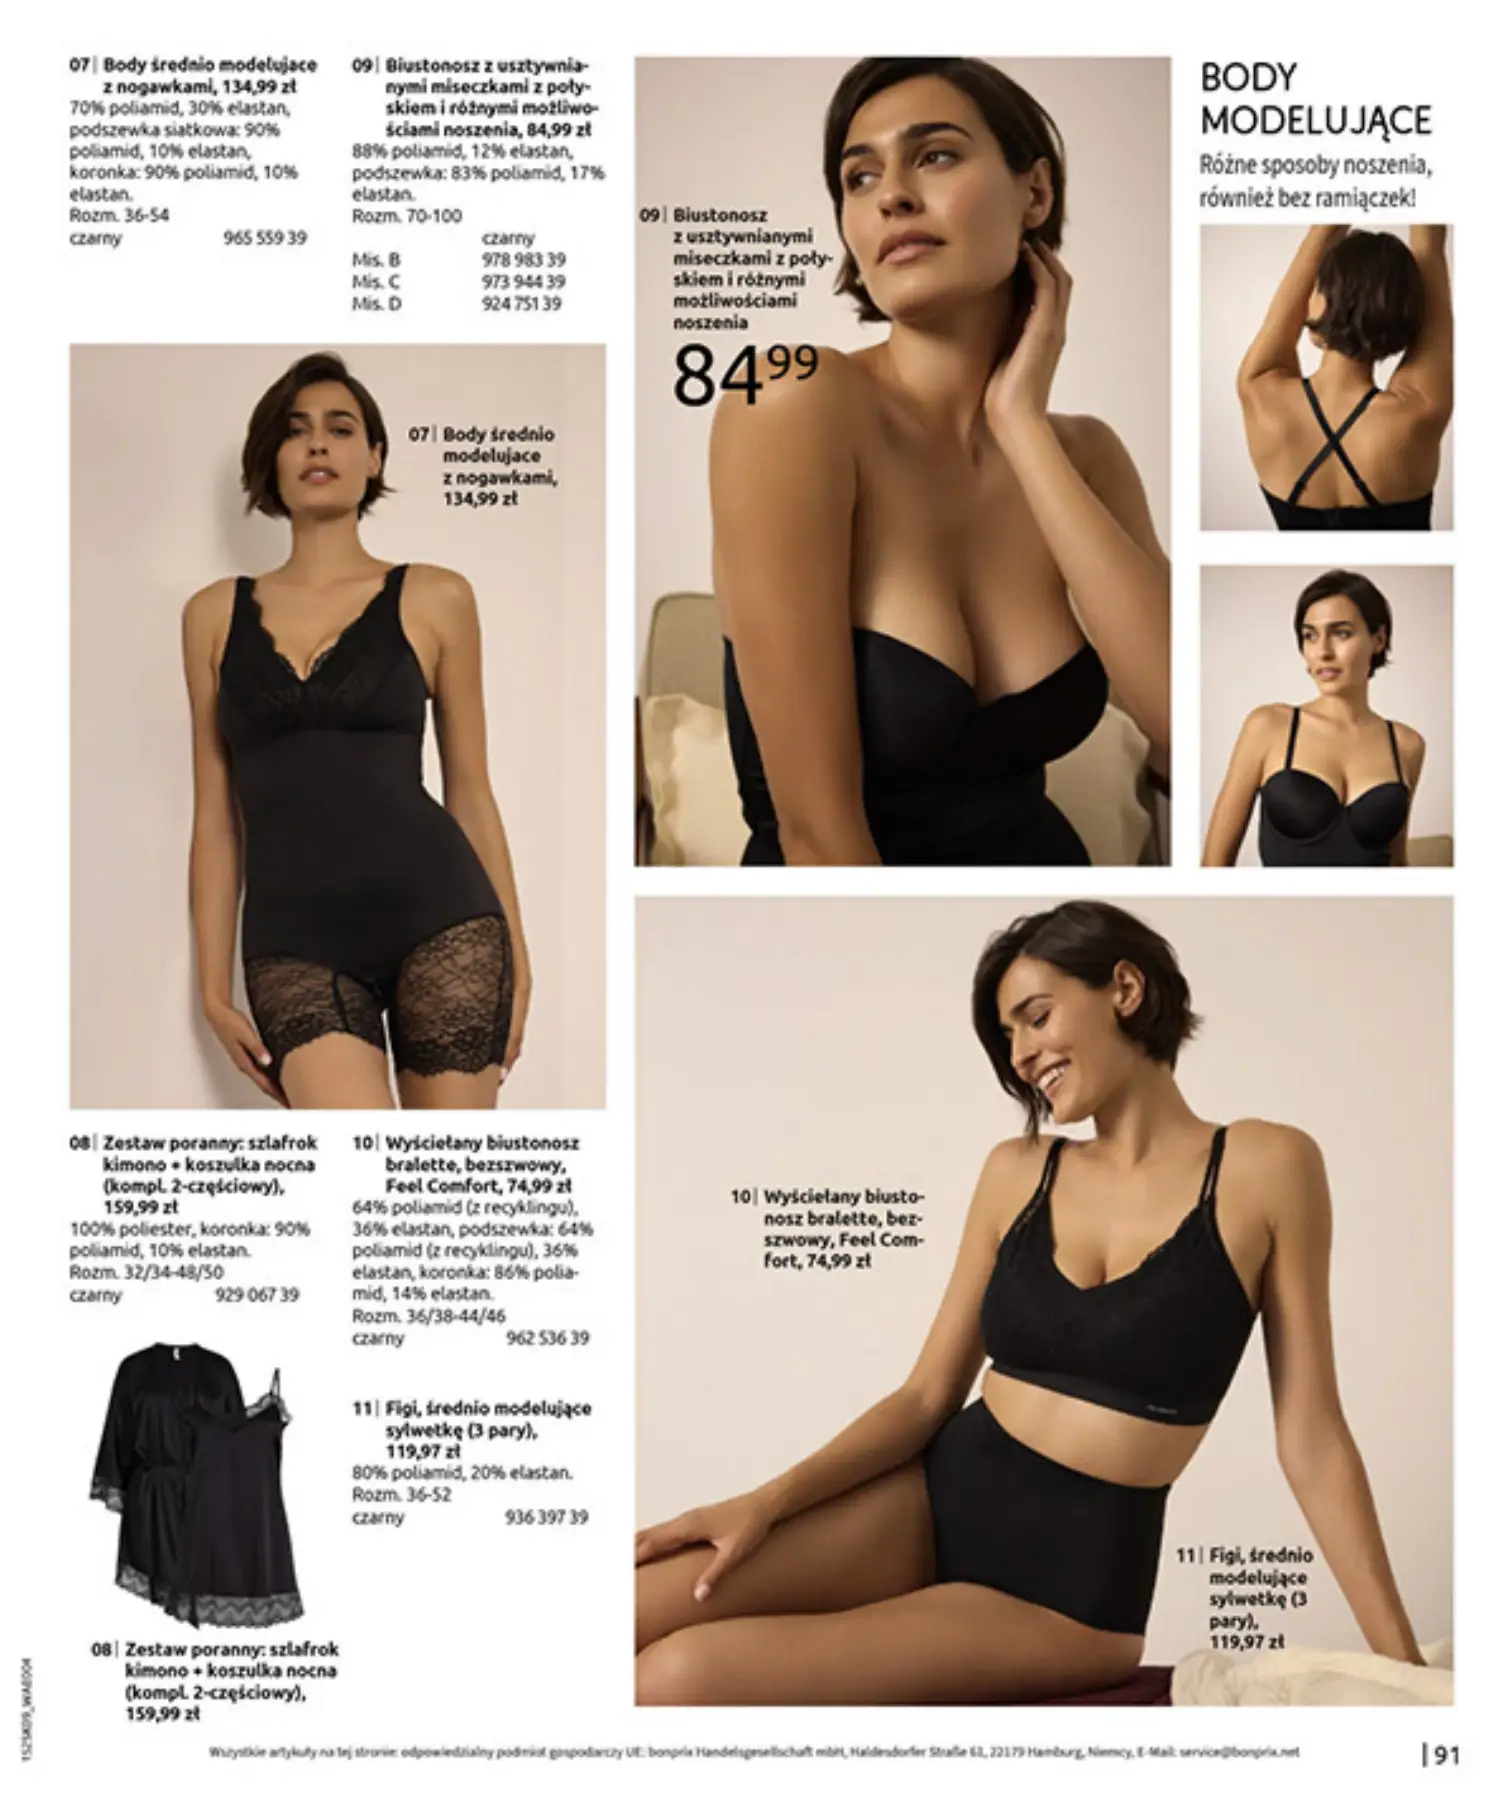 07| Body średnio modelujace
z nogawkami, 134,99 zł
70% poliamid, 30% elastan,
podszewka siatkowa: 90%
poliamid, 10% elastan,
koronka: 90% poliamid, 10%
elastan.
Rozm. 36-54
czarny 965 559 39
09| Biustonosz z usztywnia-
nymi miseczkami z poły-
skiem i różnymi możliwo-
ściami noszenia, 84,99 zł
88% poliamid, 12% elastan,
podszewka: 83% poliamid, 17%
elastan.
Rozm. 70-100
czarny
Mis. B 978 983 39
Mis. C 973 944 39
Mis. D 924 751 39
09| Biustonosz
z usztywnianymi
miseczkami z poły-
skiem i różnymi
możliwościami
noszenia
84⁹⁹
BODY
MODELUJĄCE
Różne sposoby noszenia,
również bez ramiączek!
07| Body średnio
modelujace
z nogawkami,
134,99 zł
08| Zestaw poranny: szlafrok
kimono + koszulka nocna
(kompl. 2-częściowy),
159,99 zł
100% poliester, koronka: 90%
poliamid, 10% elastan.
Rozm. 32/34-48/50
czarny 929 067 39
10| Wyściełany biustonosz
bralette, bezszwowy,
Feel Comfort, 74,99 zł
64% poliamid (z recyklingu),
36% elastan, podszewka: 64%
poliamid (z recyklingu), 36%
elastan, koronka: 86% polia-
mid, 14% elastan.
Rozm. 36/38-44/46
czarny 962 536 39
11| Figi, średnio modelujące
sylwetkę (3 pary),
119,97 zł
80% poliamid, 20% elastan.
Rozm. 36-52
czarny 936 397 39
10| Wyściełany biusto-
nosz bralette, bez-
szwowy, Feel Com-
fort, 74,99 zł
11| Figi, średnio
modelujące
sylwetkę (3
pary),
119,97 zł
08| Zestaw poranny: szlafrok
kimono + koszulka nocna
(kompl. 2-częściowy),
159,99 zł
152SK09_WAE004
Wszystkie artykuły na tej stronie: odpowiedzialny podmiot gospodarczy UE: bonprix Handelsgesellschaft mbH, Haldesdorfer Straße 61, 22179 Hamburg, Niemcy, E-Mail: service@bonprix.net
| 91